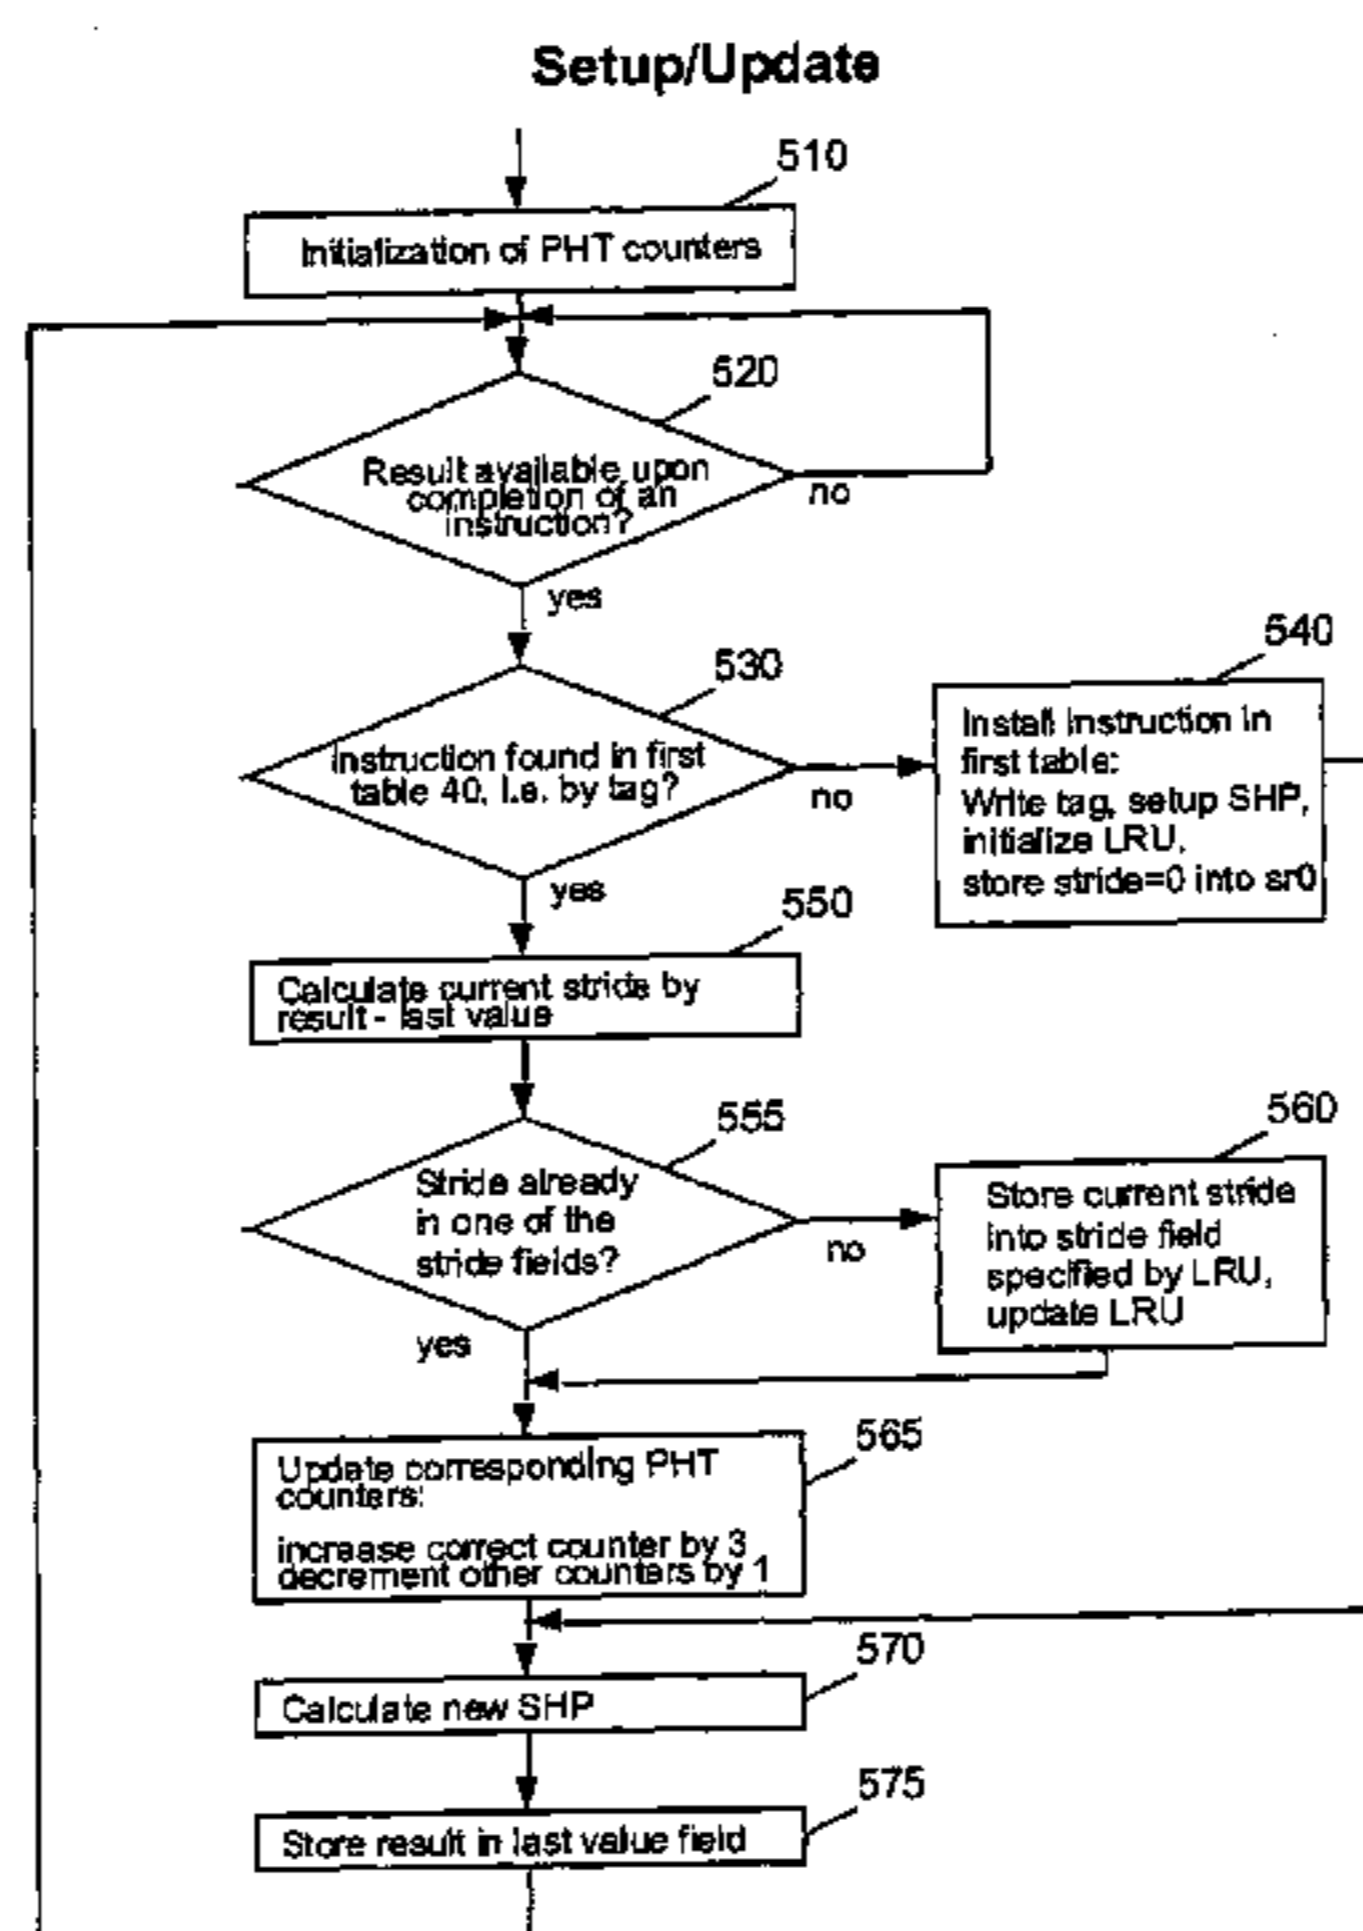 Setup/Update
510
Initialization of PHT counters
520
Result available upon
completion of an
instruction?
no
yes
530
Instruction found in first
table 40, i.e. by tag?
no
yes
540
Install instruction in
first table:
Write tag, setup SHP,
initialize LRU,
store stride=0 into sr0
550
Calculate current stride by
result - last value
555
Stride already
in one of the
stride fields?
no
yes
560
Store current stride
into stride field
specified by LRU,
update LRU
565
Update corresponding PHT
counters:
increase correct counter by 3
decrement other counters by 1
570
Calculate new SHP
575
Store result in last value field